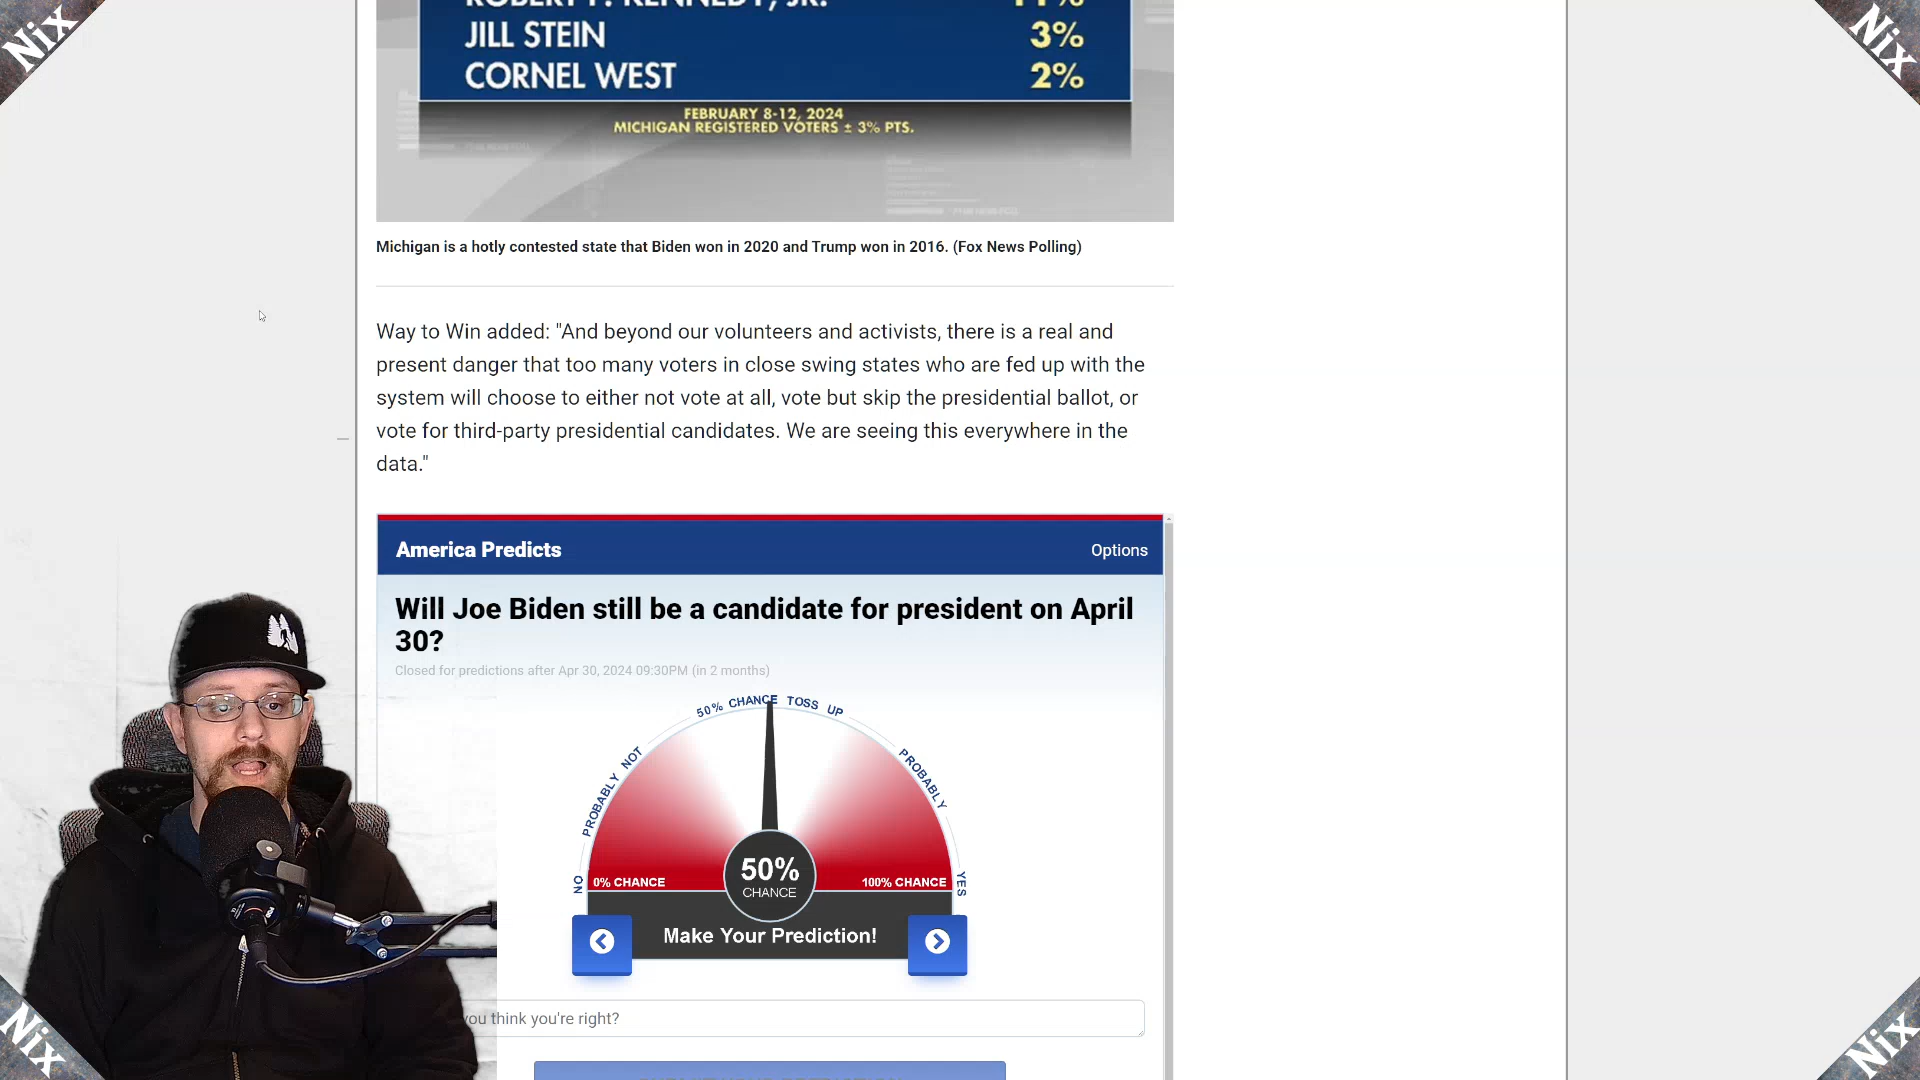 Nix
Nix
ROBERT F. KENNEDY, JR. 11%
JILL STEIN 3%
CORNEL WEST 2%
FEBRUARY 8-12, 2024
MICHIGAN REGISTERED VOTERS ± 3% PTS.
Michigan is a hotly contested state that Biden won in 2020 and Trump won in 2016. (Fox News Polling)
Way to Win added: "And beyond our volunteers and activists, there is a real and
present danger that too many voters in close swing states who are fed up with the
system will choose to either not vote at all, vote but skip the presidential ballot, or
vote for third-party presidential candidates. We are seeing this everywhere in the
data."
America Predicts Options
Will Joe Biden still be a candidate for president on April
30?
Closed for predictions after Apr 30, 2024 09:30PM (in 2 months)
50% CHANCE TOSS UP
PROBABLY NOT
PROBABLY
NO
0% CHANCE
50%
CHANCE
100% CHANCE
YES
Make Your Prediction!
you think you're right?
Nix
Nix